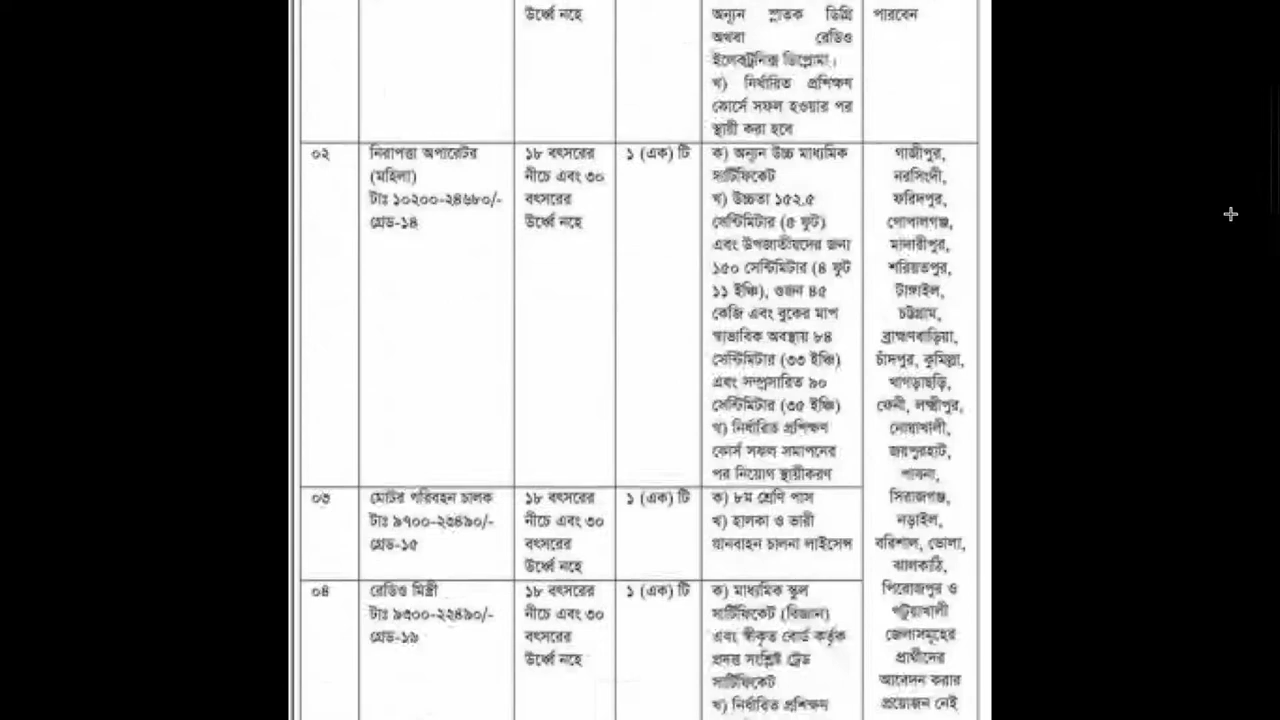 উর্ধ্বে নহে
অন্যুন স্নাতক ডিগ্রি
অথবা রেডিও
ইলেকট্রনিক্স ডিপ্লোমা।
খ) নির্ধারিত প্রশিক্ষণ
কোর্সে সফল হওয়ার পর
স্থায়ী করা হবে
পারবেন
০২
নিরাপত্তা অপারেটর
(মহিলা)
টাঃ ১০২০০-২৪৬৮০/-
গ্রেড-১৪
১৮ বৎসরের
নীচে এবং ৩০
বৎসরের
উর্ধ্বে নহে
১ (এক) টি
ক) অন্যুন উচ্চ মাধ্যমিক
সার্টিফিকেট
খ) উচ্চতা ১৫২.৫
সেন্টিমিটার (৫ ফুট)
এবং উপজাতীয়দের জন্য
১৫০ সেন্টিমিটার (৪ ফুট
১১ ইঞ্চি), ওজন ৪৫
কেজি এবং বুকের মাপ
স্বাভাবিক অবস্থায় ৮৪
সেন্টিমিটার (৩৩ ইঞ্চি)
এবং সম্প্রসারিত ৯০
সেন্টিমিটার (৩৫ ইঞ্চি)
খ) নির্ধারিত প্রশিক্ষণ
কোর্স সফল সমাপনের
পর নিয়োগ স্থায়ীকরণ
গাজীপুর,
নরসিংদী,
ফরিদপুর,
গোপালগঞ্জ,
মাদারীপুর,
শরিয়তপুর,
টাঙ্গাইল,
চট্টগ্রাম,
ব্রাহ্মণবাড়িয়া,
চাঁদপুর, কুমিল্লা,
খাগড়াছড়ি,
ফেনী, লক্ষ্মীপুর,
নোয়াখালী,
জয়পুরহাট,
পাবনা,
সিরাজগঞ্জ,
নড়াইল,
বরিশাল, ভোলা,
ঝালকাঠি,
পিরোজপুর ও
পটুয়াখালী
জেলাসমূহের
প্রার্থীদের
আবেদন করার
প্রয়োজন নেই
০৩
মোটর পরিবহন চালক
টাঃ ৯৭০০-২৩৪৯০/-
গ্রেড-১৫
১৮ বৎসরের
নীচে এবং ৩০
বৎসরের
উর্ধ্বে নহে
১ (এক) টি
ক) ৮ম শ্রেণি পাস
খ) হালকা ও ভারী
যানবাহন চালনা লাইসেন্স
০৪
রেডিও মিস্ত্রী
টাঃ ৯৩০০-২২৪৯০/-
গ্রেড-১৬
১৮ বৎসরের
নীচে এবং ৩০
বৎসরের
উর্ধ্বে নহে
১ (এক) টি
ক) মাধ্যমিক স্কুল
সার্টিফিকেট (বিজ্ঞান)
এবং স্বীকৃত বোর্ড কর্তৃক
প্রদত্ত সংশ্লিষ্ট ট্রেড
সার্টিফিকেট
খ) নির্ধারিত প্রশিক্ষণ